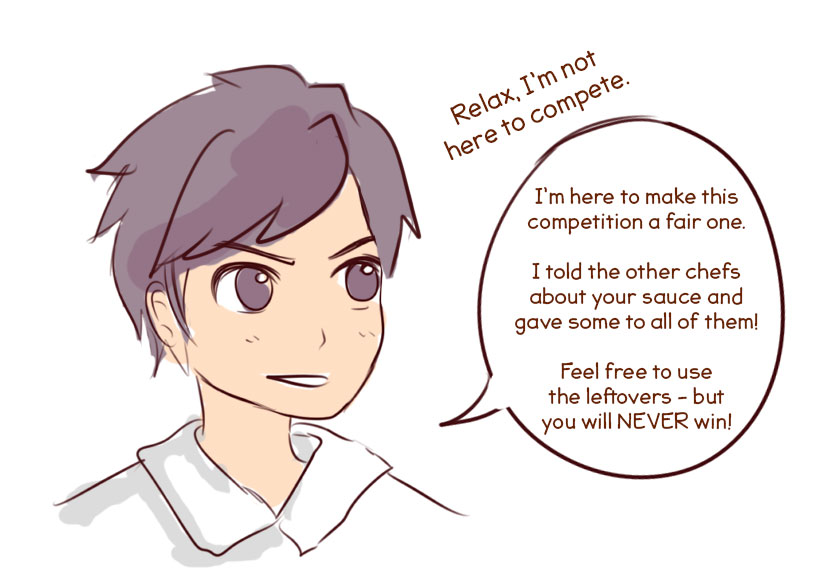 Relax, I'm not
here to compete.
I'm here to make this
competition a fair one.
I told the other chefs
about your sauce and
gave some to all of them!
Feel free to use
the leftovers - but
you will NEVER win!